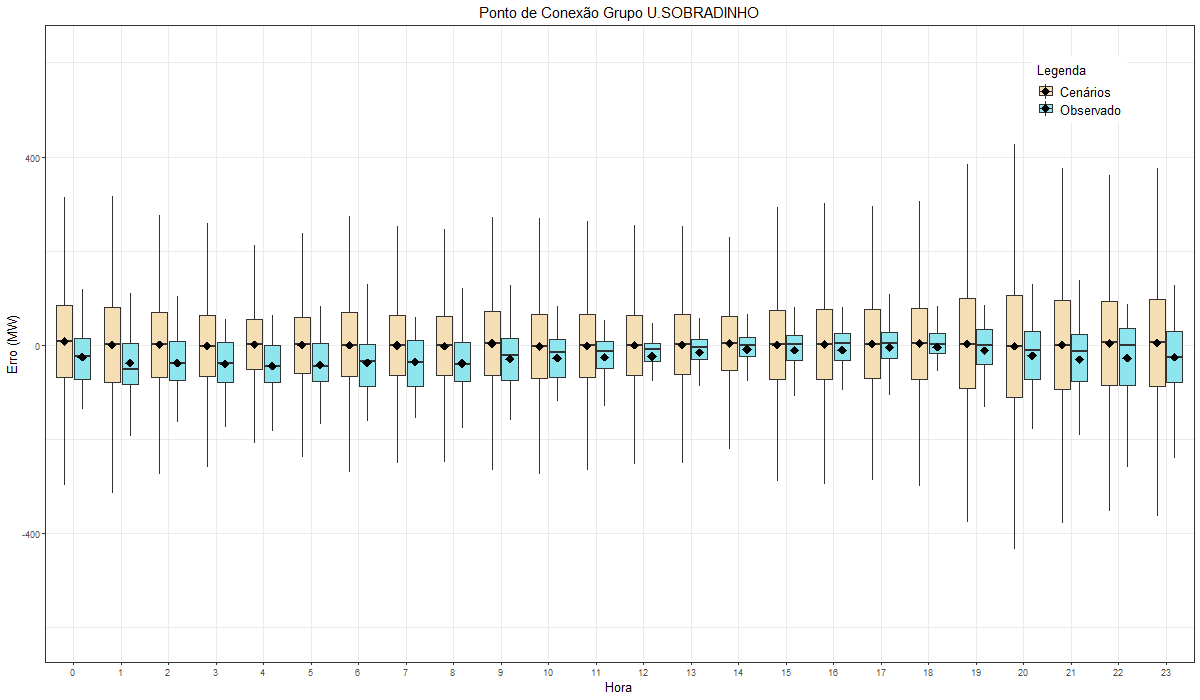 Ponto de Conexão Grupo U.SOBRADINHO
Legenda
Cenários
Observado
Erro (MW)
400
0
-400
0 1 2 3 4 5 6 7 8 9 10 11 12 13 14 15 16 17 18 19 20 21 22 23
Hora